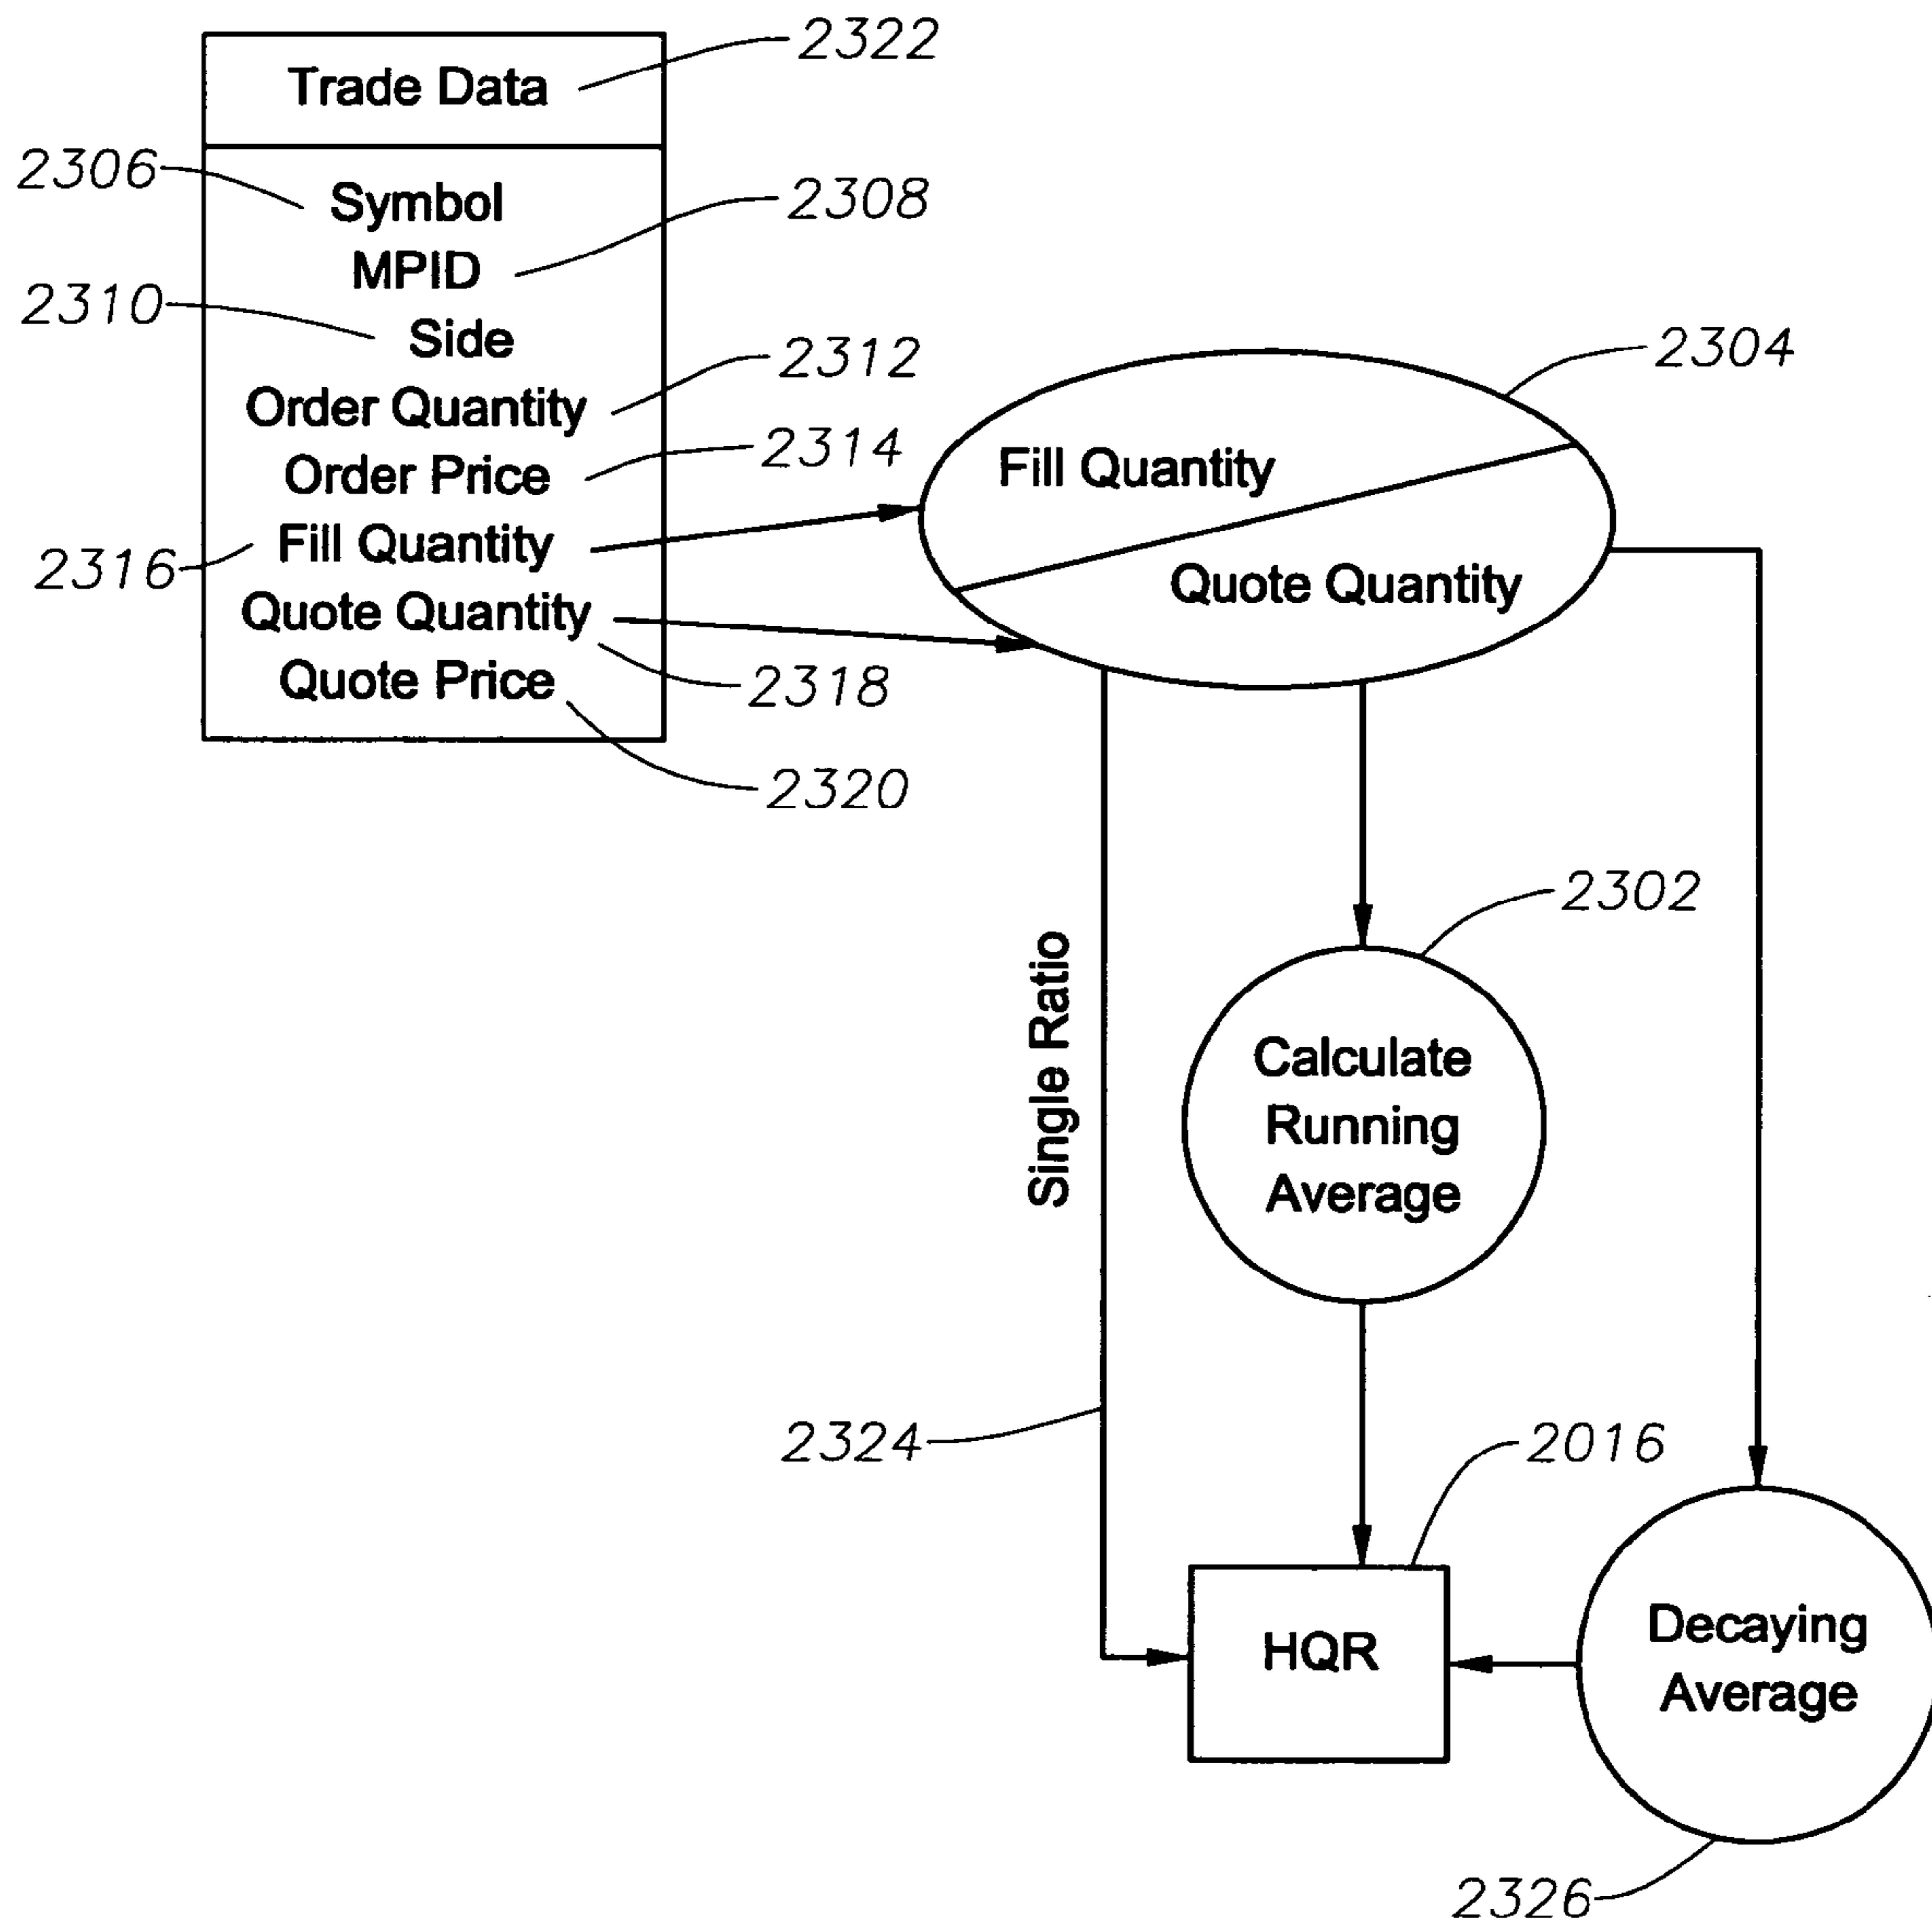 2322
Trade Data
2306
Symbol
2308
MPID
2310
Side
2312
Order Quantity
2304
2314
Order Price
Fill Quantity
2316
Fill Quantity
Quote Quantity
Quote Quantity
2318
Quote Price
2320
2302
Single Ratio
Calculate
Running
Average
2324
2016
HQR
Decaying
Average
2326